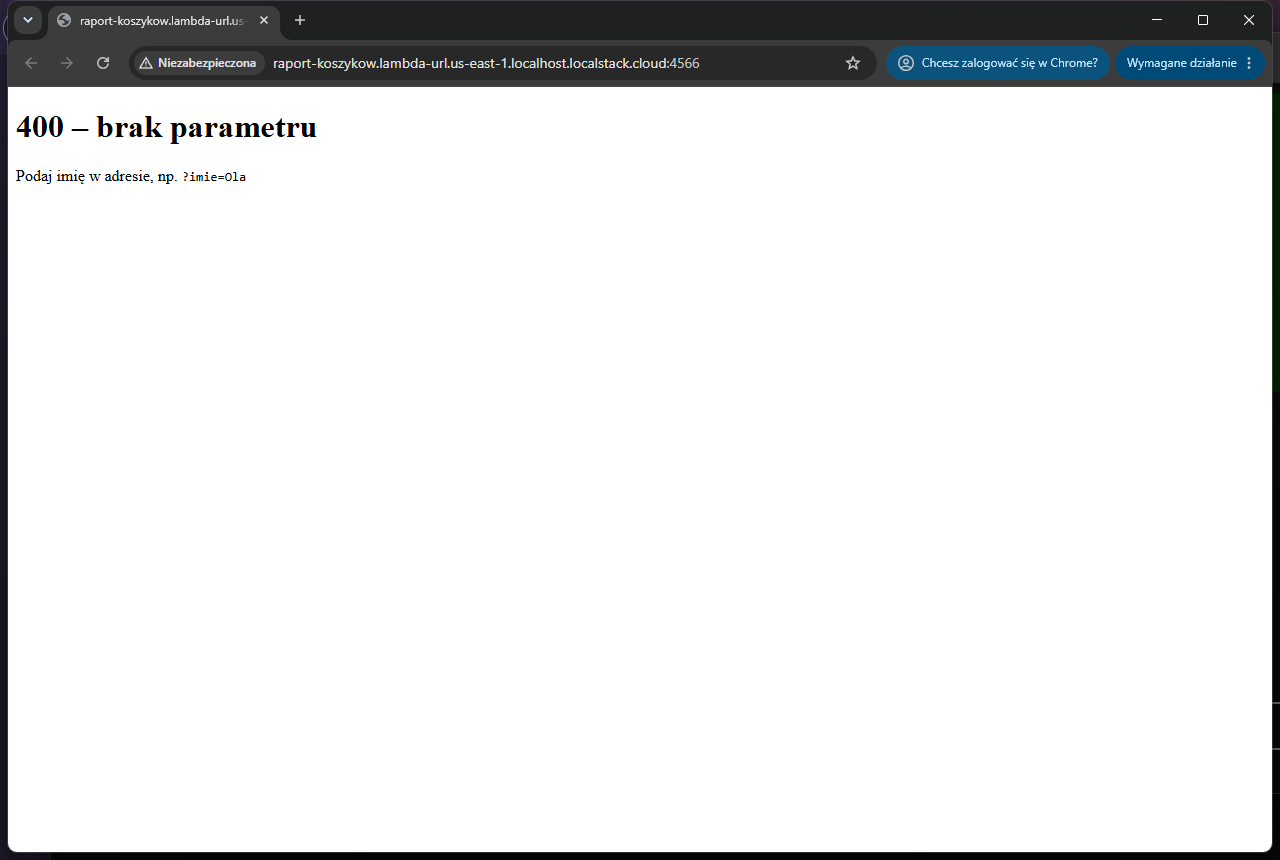 raport-koszykow.lambda-url.us-
Niezabezpieczona
raport-koszykow.lambda-url.us-east-1.localhost.localstack.cloud:4566
Chcesz zalogować się w Chrome?
Wymagane działanie
400 – brak parametru
Podaj imię w adresie, np. ?imie=Ola